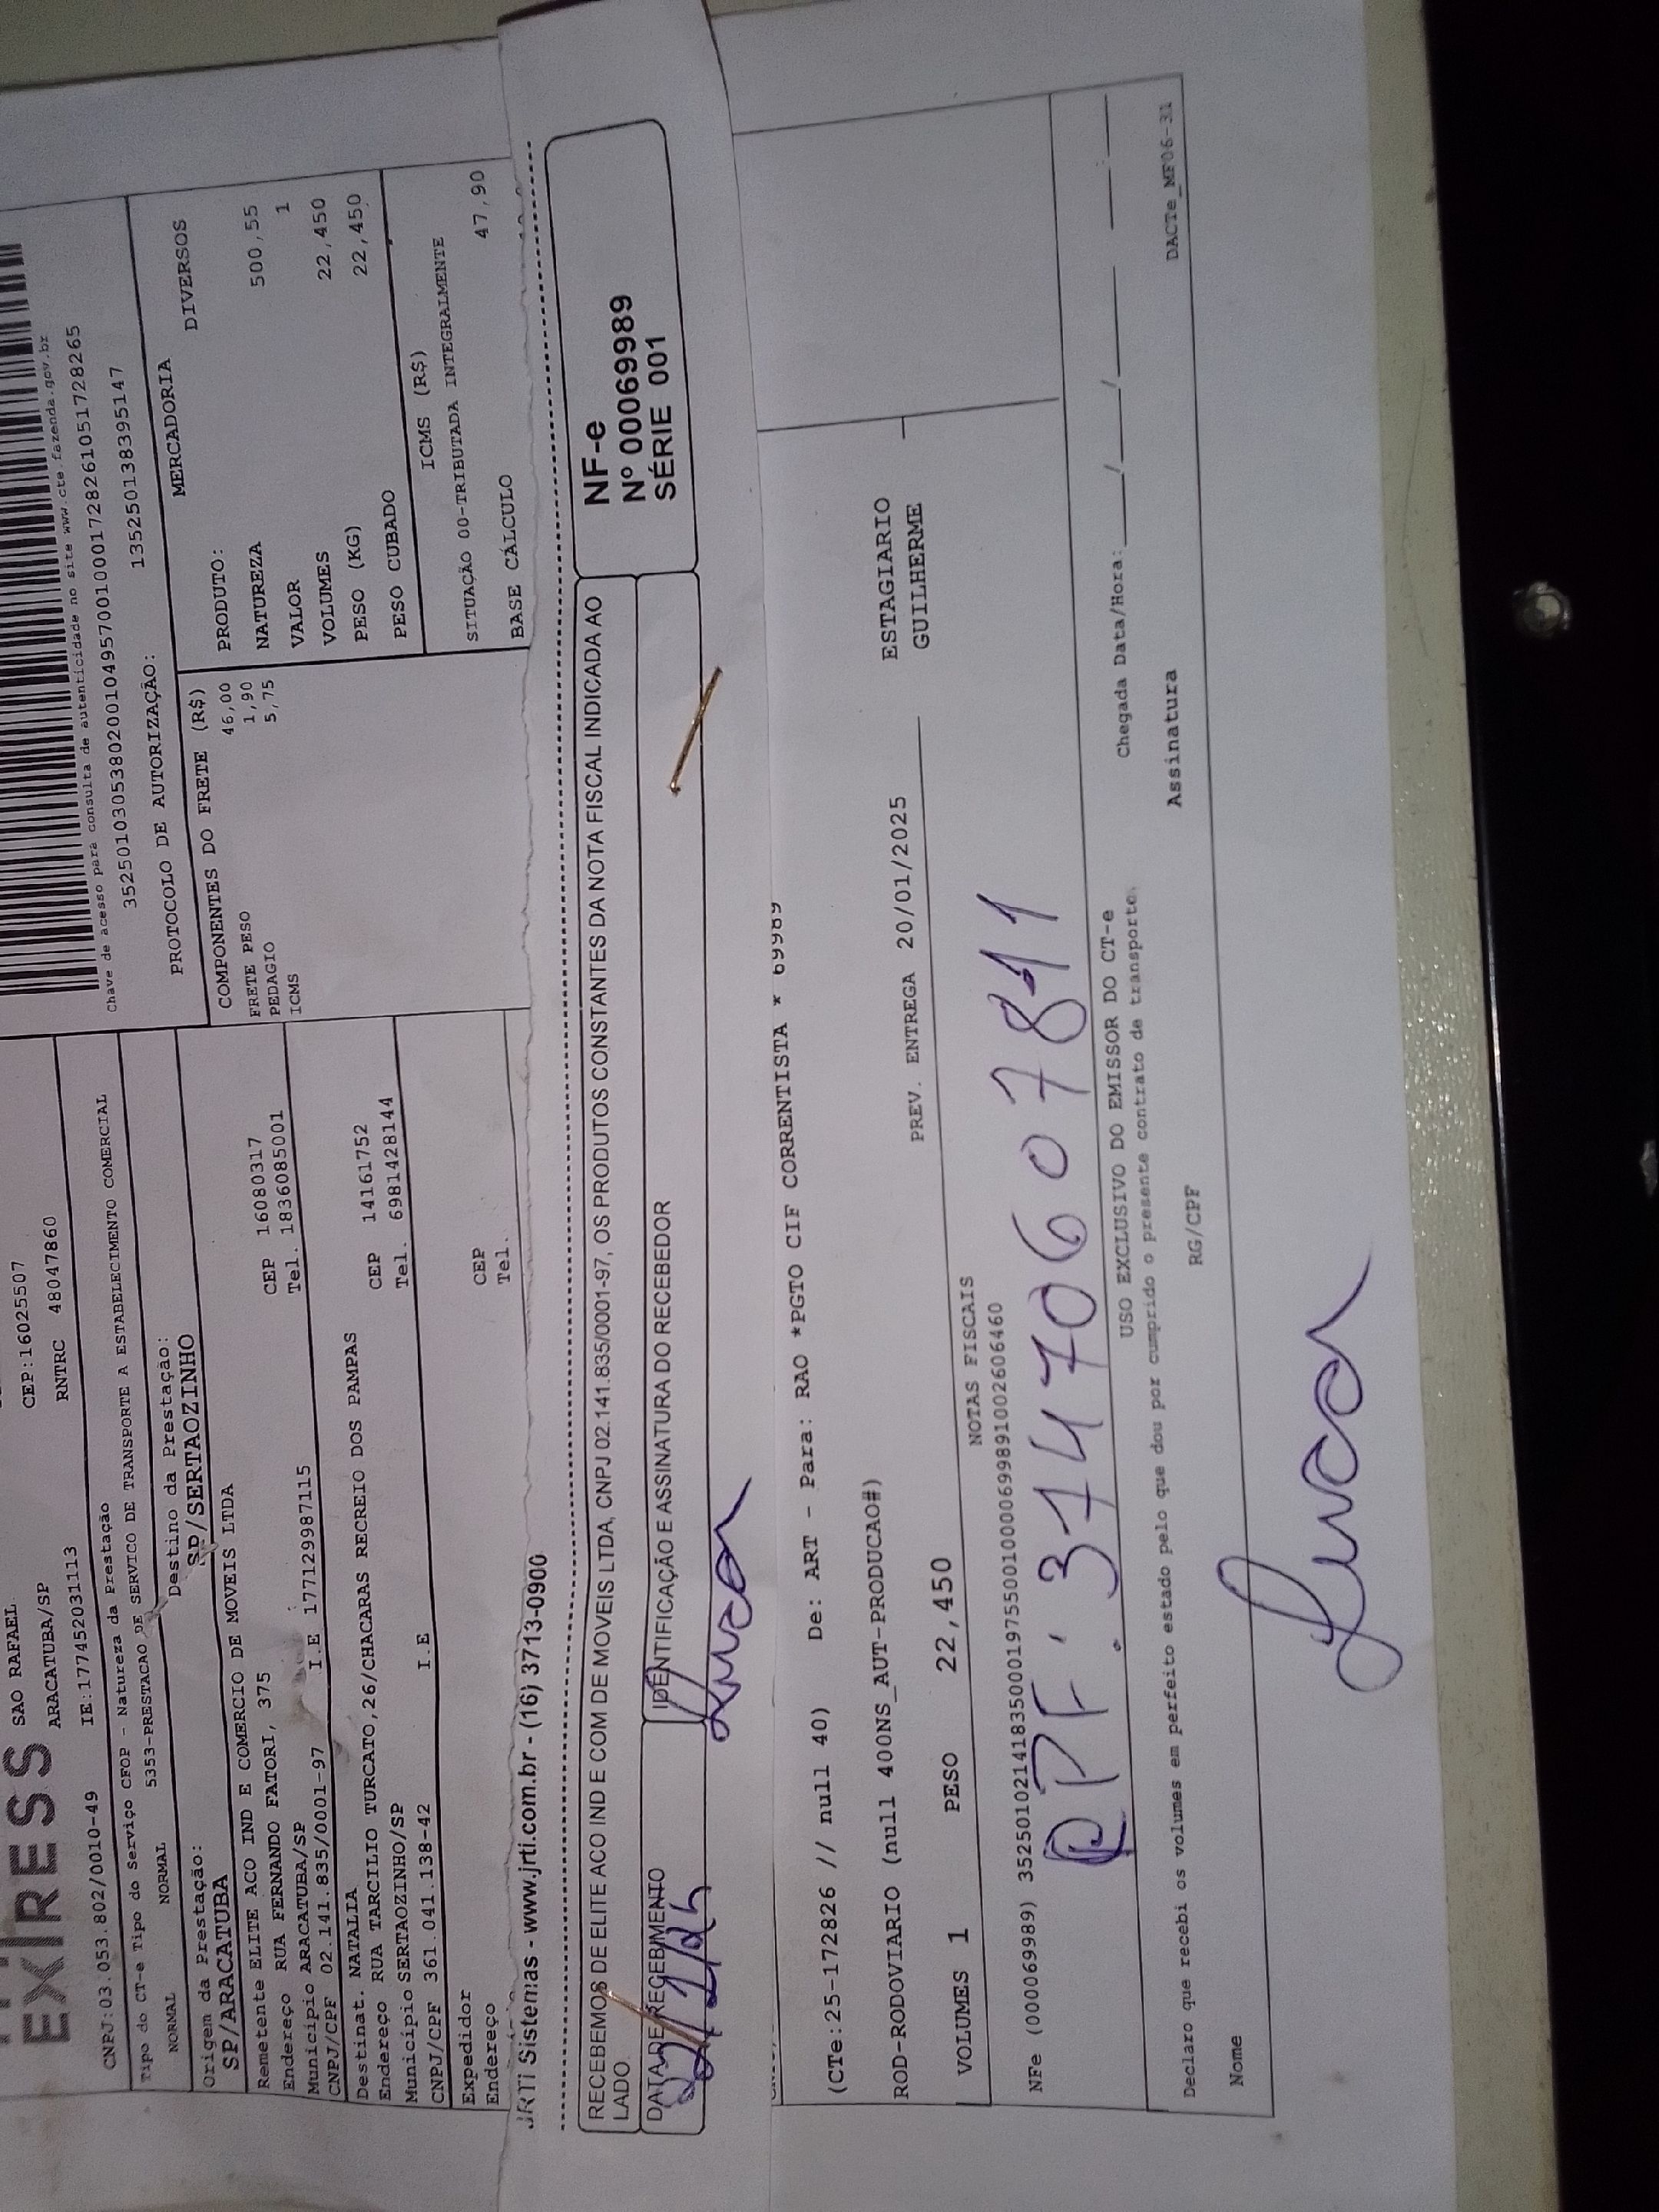 EX|RESS
SAO RAFAEL
CEP:16025507
ARACATUBA/SP
RNTRC 48047860
CNPJ:03.053.802/0010-49
IE:177452031113
Tipo do CT-e Tipo do Serviço CFOP - Natureza da Prestação
NORMAL NORMAL 5353-PRESTACAO DE SERVICO DE TRANSPORTE A ESTABELECIMENTO COMERCIAL
Origem da Prestação:
SP/ARACATUBA
Destino da Prestação:
SP/SERTAOZINHO
Remetente ELITE ACO IND E COMERCIO DE MOVEIS LTDA
Endereço RUA FERNANDO FATORI, 375
CEP 16080317
Município ARACATUBA/SP
Tel. 1836085001
CNPJ/CPF 02.141.835/0001-97
I.E 177129987115
Destinat. NATALIA
Endereço RUA TARCILIO TURCATO,26/CHACARAS RECREIO DOS PAMPAS
Município SERTAOZINHO/SP
CEP 14161752
CNPJ/CPF 361.041.138-42
I.E
Tel. 6981428144
Expedidor
Endereço
CEP
Tel.
Chave de acesso para consulta de autenticidade no site www.cte.fazenda.gov.br
35250103053802001049570010001728261051728265
PROTOCOLO DE AUTORIZAÇÃO: 135250138395147
COMPONENTES DO FRETE (R$)
FRETE PESO 46,00
PEDAGIO 1,90
ICMS 5,75
MERCADORIA
PRODUTO: DIVERSOS
NATUREZA
VALOR 500,55
VOLUMES 1
PESO (KG) 22,450
PESO CUBADO 22,450
ICMS (R$)
SITUAÇÃO 00-TRIBUTADA INTEGRALMENTE
BASE CÁLCULO 47,90
JRTi Sistemas - www.jrti.com.br - (16) 3713-0900
RECEBEMOS DE ELITE ACO IND E COM DE MOVEIS LTDA, CNPJ 02.141.835/0001-97, OS PRODUTOS CONSTANTES DA NOTA FISCAL INDICADA AO
LADO
DATA DE RECEBIMENTO
IDENTIFICAÇÃO E ASSINATURA DO RECEBEDOR
NF-e
Nº 000069989
SÉRIE 001
(CTe:25-172826 // null 40) De: ART - Para: RAO *PGTO CIF CORRENTISTA * 69989
ROD-RODOVIARIO (null 400NS_AUT-PRODUCAO#)
VOLUMES 1 PESO 22,450
PREV. ENTREGA 20/01/2025
ESTAGIARIO
GUILHERME
NOTAS FISCAIS
NFe (000069989) 35250102141835000197550010000699891002606460
CPF: 31470607811
USO EXCLUSIVO DO EMISSOR DO CT-e
Declaro que recebi os volumes em perfeito estado pelo que dou por cumprido o presente contrato de transporte.
Chegada Data/Hora: ___/___/_____ ___:___
Nome
RG/CPF
Assinatura
DACTe_MF06-31